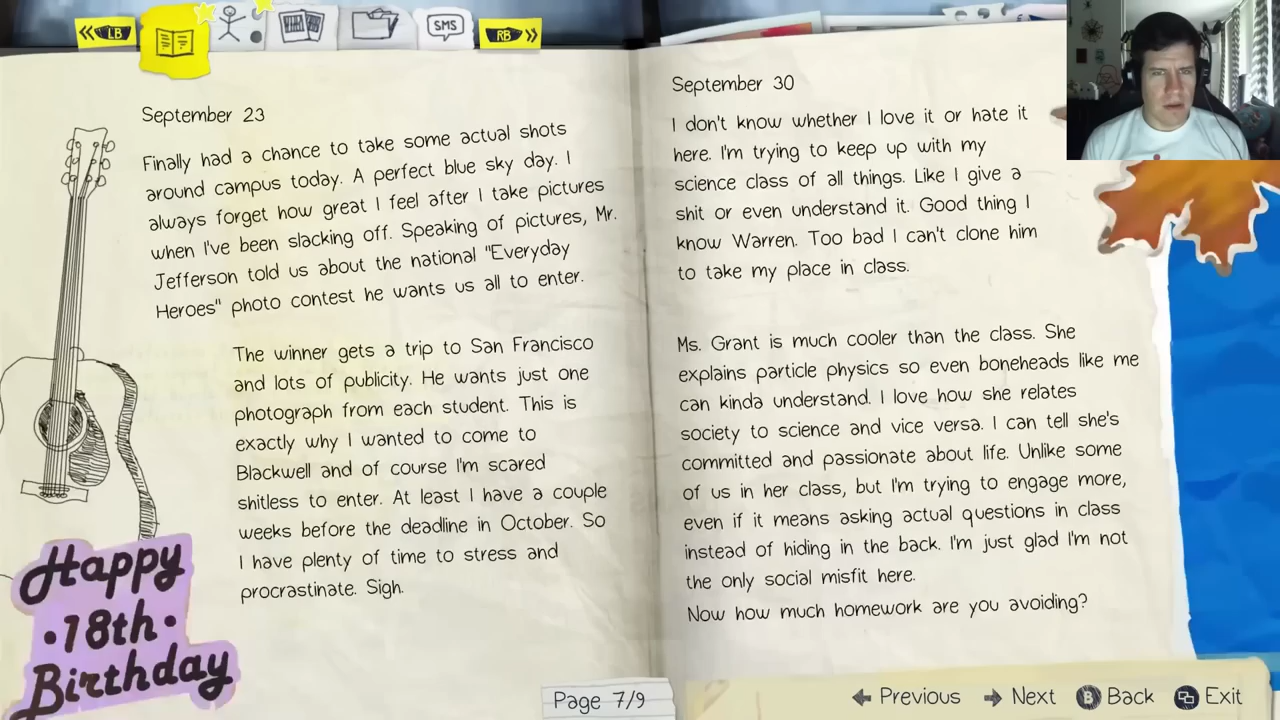 LB
SMS
RB
September 23
Finally had a chance to take some actual shots
around campus today. A perfect blue sky day. I
always forget how great I feel after I take pictures
when I've been slacking off. Speaking of pictures, Mr.
Jefferson told us about the national "Everyday
Heroes" photo contest he wants us all to enter.
The winner gets a trip to San Francisco
and lots of publicity. He wants just one
photograph from each student. This is
exactly why I wanted to come to
Blackwell and of course I'm scared
shitless to enter. At least I have a couple
weeks before the deadline in October. So
I have plenty of time to stress and
procrastinate. Sigh.
Happy
•18th•
Birthday
September 30
I don't know whether I love it or hate it
here. I'm trying to keep up with my
science class of all things. Like I give a
shit or even understand it. Good thing I
know Warren. Too bad I can't clone him
to take my place in class.
Ms. Grant is much cooler than the class. She
explains particle physics so even boneheads like me
can kinda understand. I love how she relates
society to science and vice versa. I can tell she's
committed and passionate about life. Unlike some
of us in her class, but I'm trying to engage more,
even if it means asking actual questions in class
instead of hiding in the back. I'm just glad I'm not
the only social misfit here.
Now how much homework are you avoiding?
Page 7/9
Previous
Next
B Back
Exit